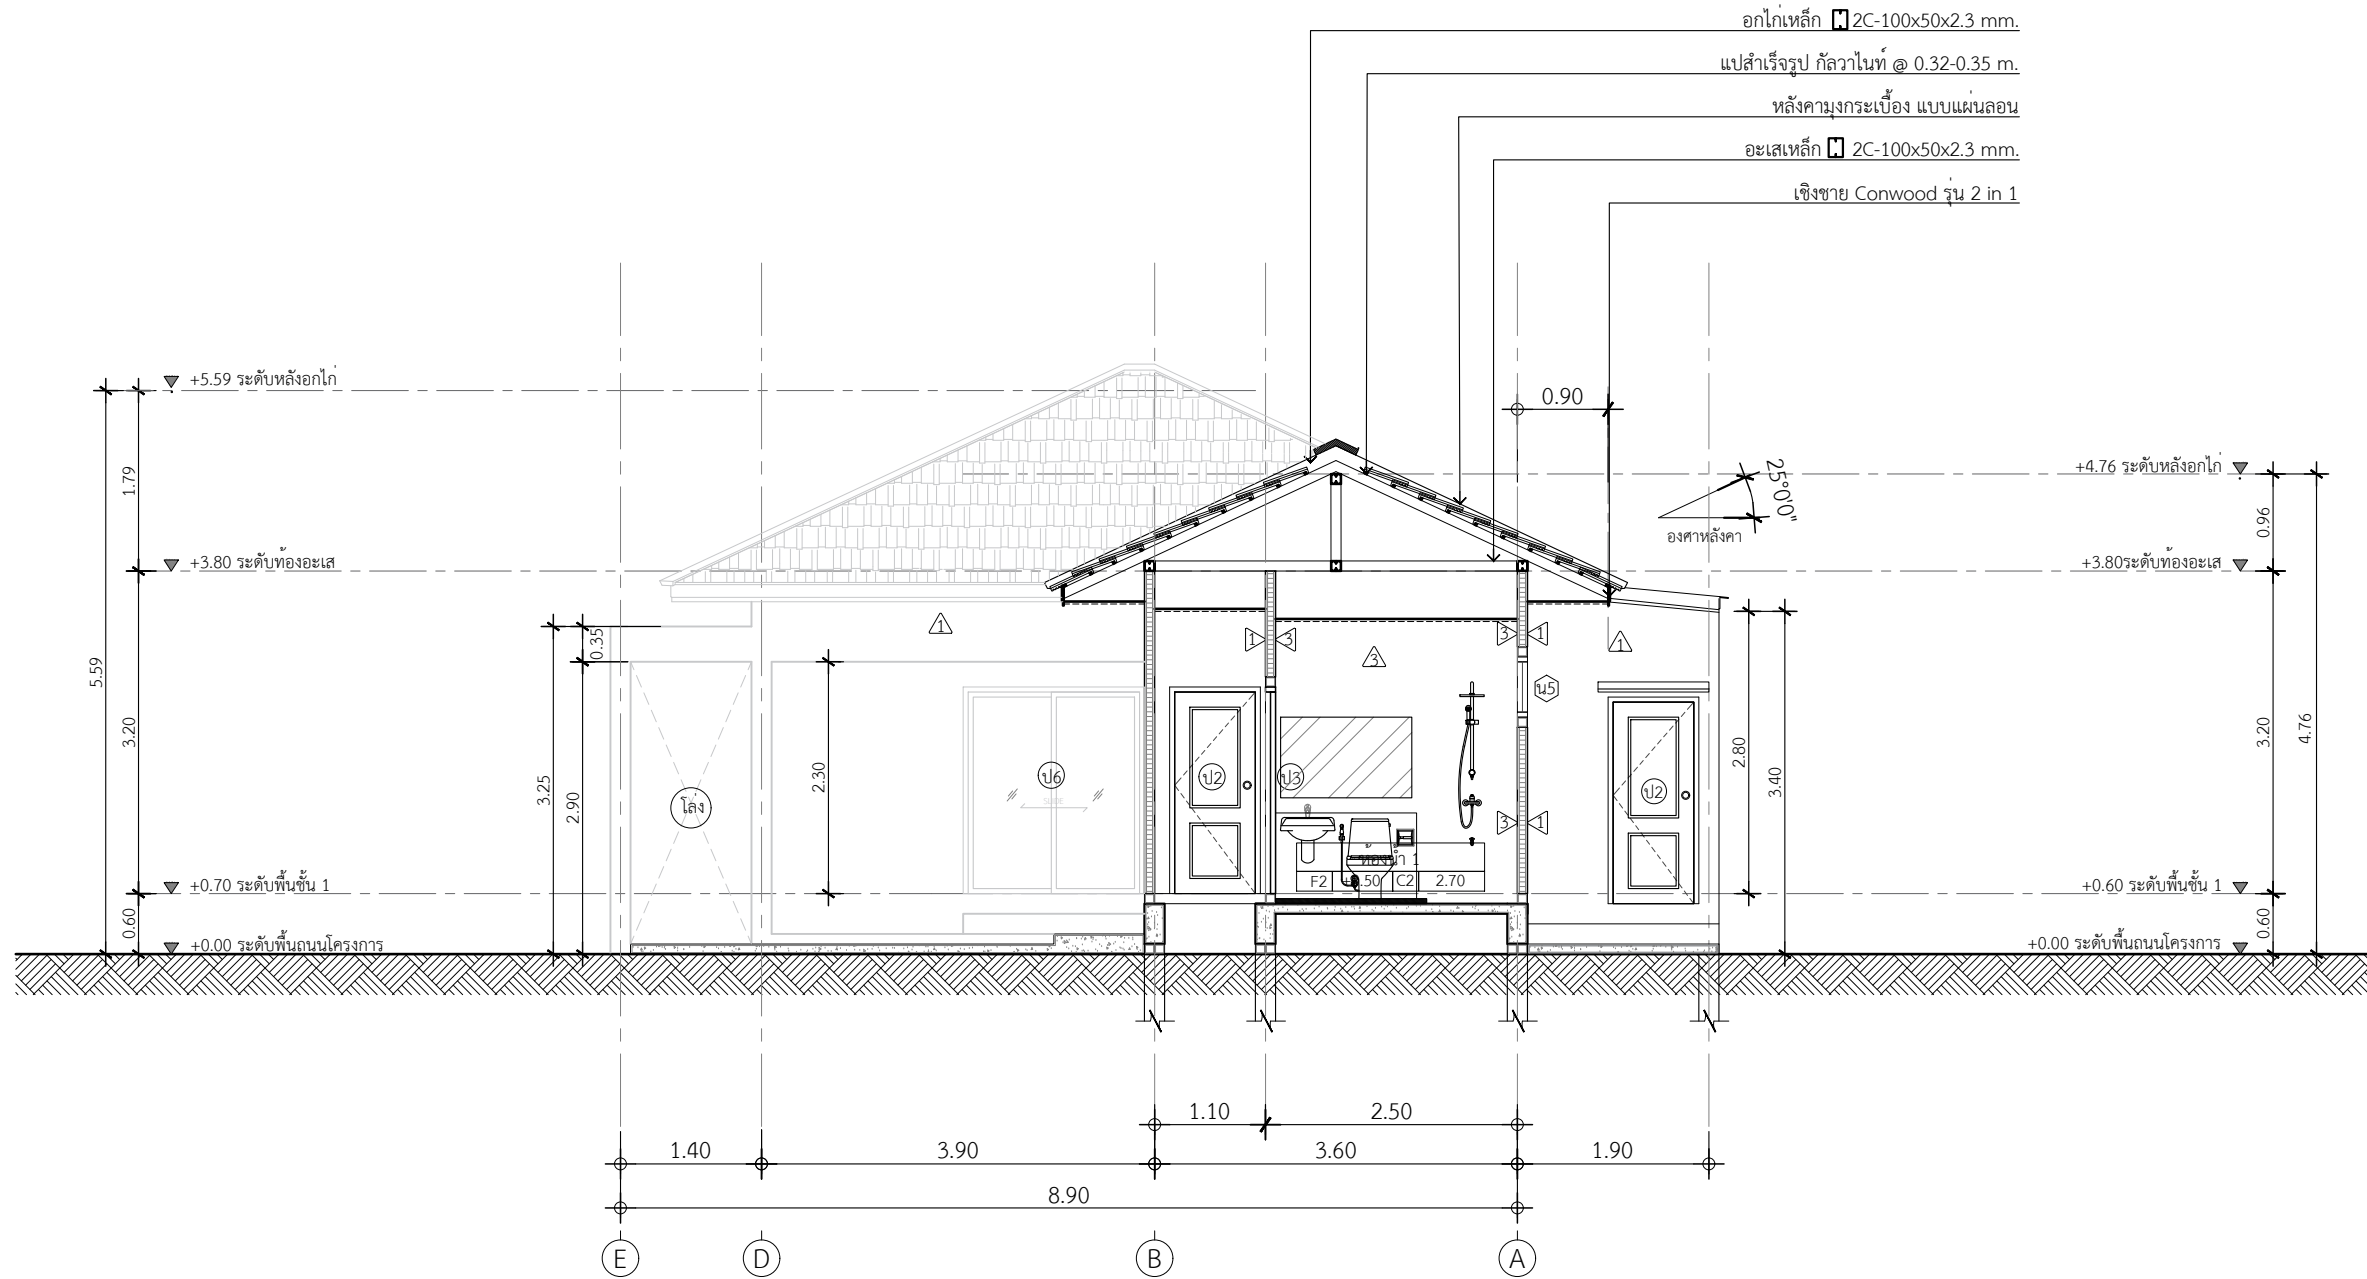 อกไก่เหล็ก 2C-100x50x2.3 mm.
แปสำเร็จรูป กัลวาไนท์ @ 0.32-0.35 m.
หลังคามุงกระเบื้อง แบบแผ่นลอน
อะเสเหล็ก 2C-100x50x2.3 mm.
เชิงชาย Conwood รุ่น 2 in 1
+5.59 ระดับหลังอกไก่
0.90
+4.76 ระดับหลังอกไก่
25°0'0"
องศาหลังคา
1.79
0.96
+3.80 ระดับท้องอะเส
+3.80ระดับท้องอะเส
5.59
3.20
0.60
3.25
0.35
2.90
2.30
1
1
3
3
3
1
1
น5
2.80
3.40
3.20
4.76
0.60
โล่ง
ป6
SLIDE
ป2
ป3
ป2
3
1
ห้องน้ำ 1
F2
+0.50
C2
2.70
+0.70 ระดับพื้นชั้น 1
+0.60 ระดับพื้นชั้น 1
+0.00 ระดับพื้นถนนโครงการ
+0.00 ระดับพื้นถนนโครงการ
1.10
2.50
1.40
3.90
3.60
1.90
8.90
E
D
B
A